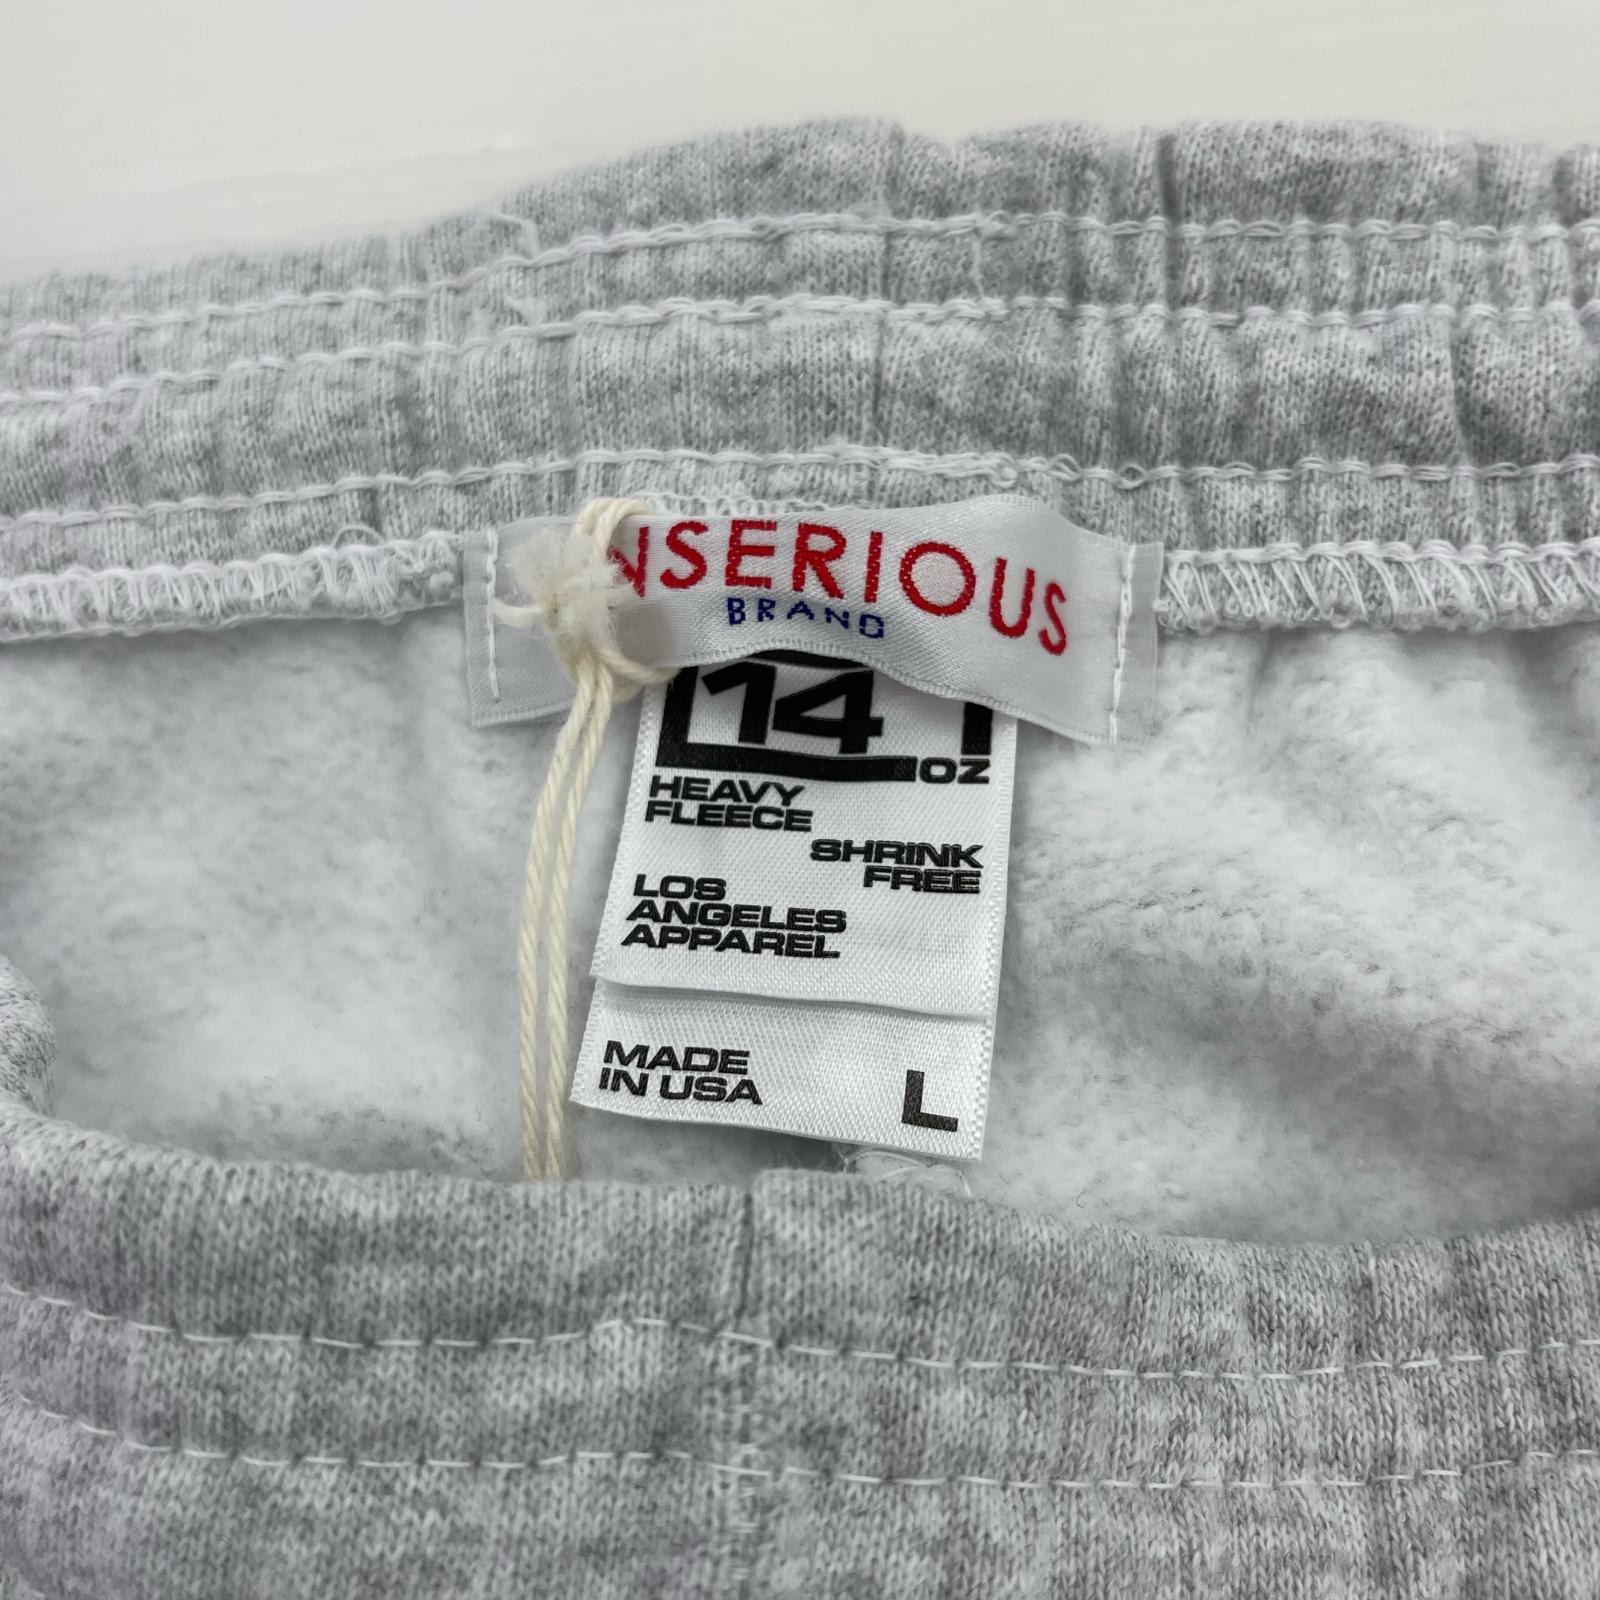 NSERIOUS
BRAND
14
OZ
HEAVY
FLEECE
SHRINK
FREE
LOS
ANGELES
APPAREL
MADE
IN USA
L